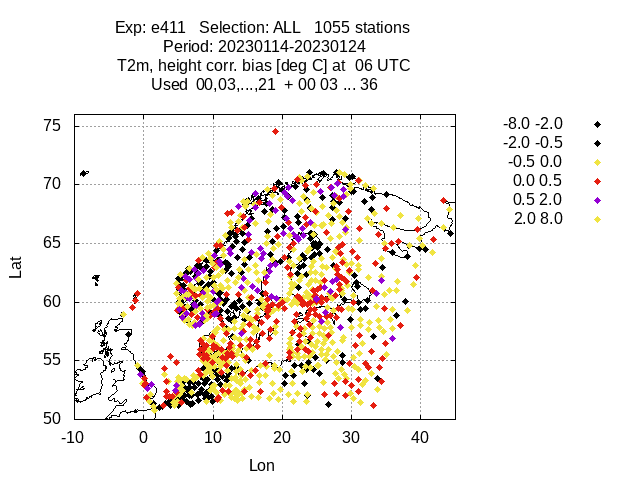 Exp: e411 Selection: ALL 1055 stations
Period: 20230114-20230124
T2m, height corr. bias [deg C] at 06 UTC
Used 00,03,...,21 + 00 03 ... 36
-8.0 -2.0
-2.0 -0.5
-0.5 0.0
0.0 0.5
0.5 2.0
2.0 8.0
75
70
65
60
55
50
Lat
-10 0 10 20 30 40
Lon